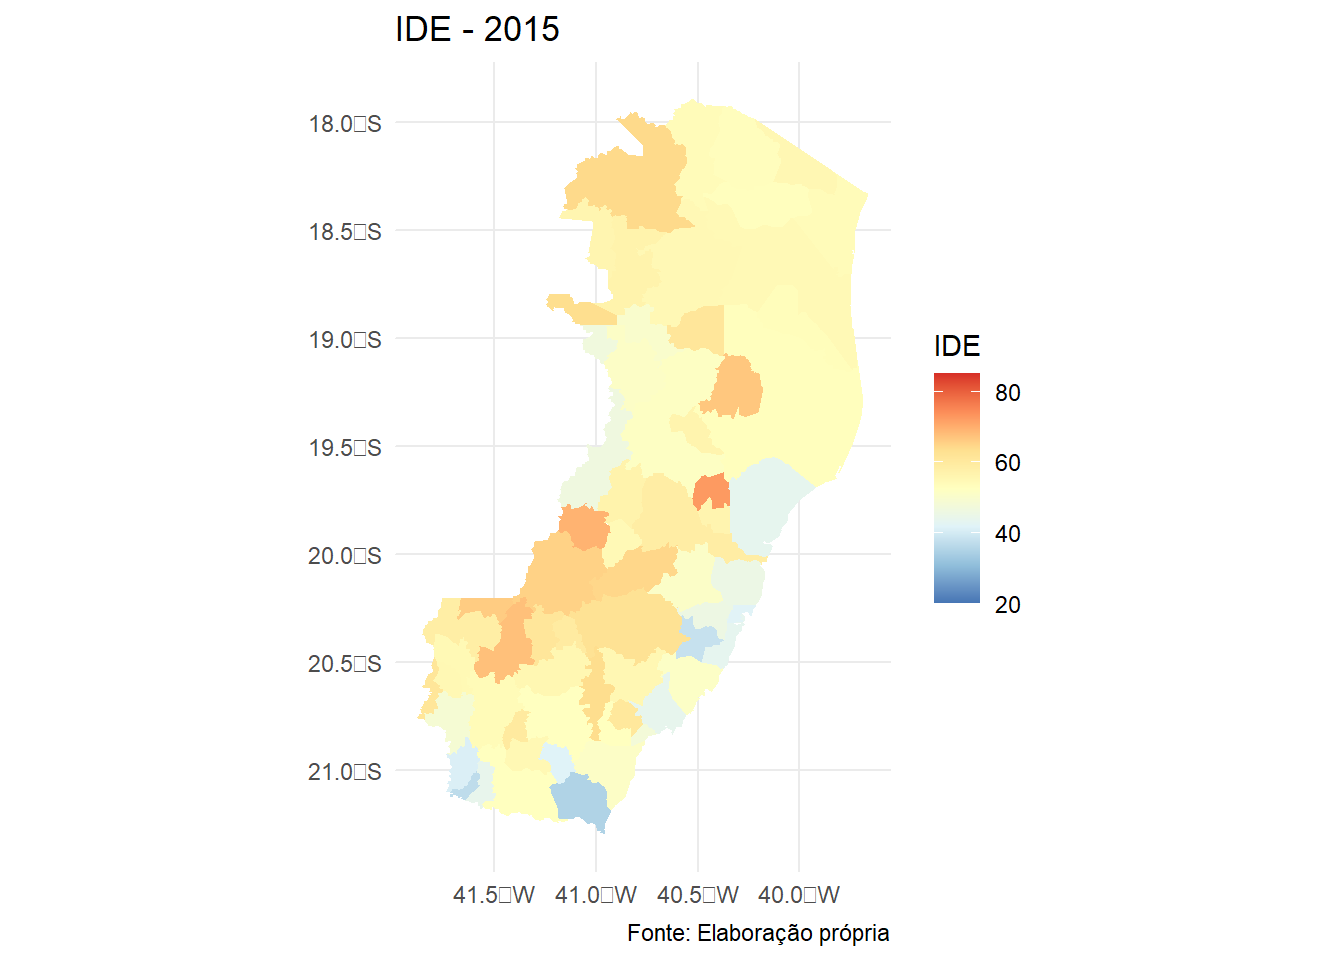 IDE - 2015
18.0□S
18.5□S
19.0□S
19.5□S
20.0□S
20.5□S
21.0□S
41.5□W 41.0□W 40.5□W 40.0□W
IDE
80
60
40
20
Fonte: Elaboração própria